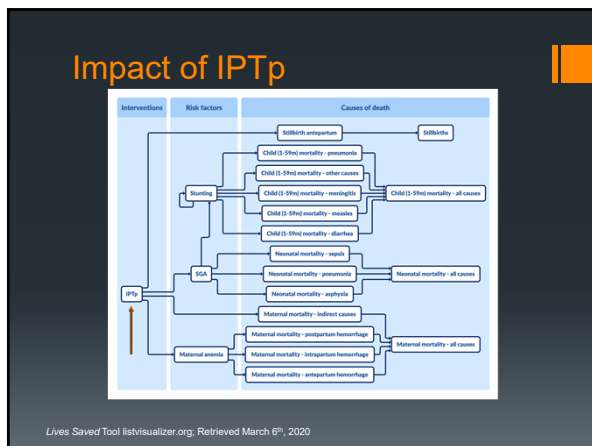 Impact of IPTp
Interventions
Risk factors
Causes of death
Stillbirth antepartum
Stillbirths
Child (1-59m) mortality - pneumonia
Child (1-59m) mortality - other causes
Stunting
Child (1-59m) mortality - meningitis
Child (1-59m) mortality - all causes
Child (1-59m) mortality - measles
Child (1-59m) mortality - diarrhea
Neonatal mortality - sepsis
SGA
Neonatal mortality - pneumonia
Neonatal mortality - all causes
IPTp
Neonatal mortality - asphyxia
Maternal mortality - indirect causes
Maternal mortality - postpartum hemorrhage
Maternal anemia
Maternal mortality - intrapartum hemorrhage
Maternal mortality - all causes
Maternal mortality - antepartum hemorrhage
Lives Saved Tool listvisualizer.org; Retrieved March 6th, 2020